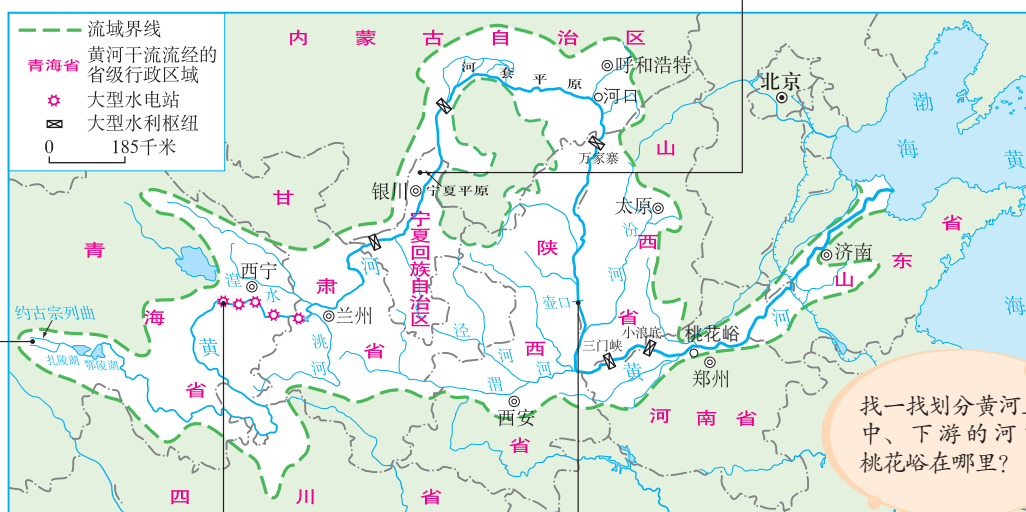 流域界线
青海省
黄河干流流经的
省级行政区域
大型水电站
大型水利枢纽
0 185千米
内蒙古自治区
呼和浩特
河套平原
河口
北京
渤海
黄海
万家寨
山西省
甘肃省
银川
宁夏平原
宁夏回族自治区
太原
汾河
陕西省
山东省
济南
青海省
西宁
湟水
兰州
洮河
约古宗列曲
扎陵湖
鄂陵湖
黄河
泾河
渭河
壶口
三门峡
小浪底
桃花峪
黄河
郑州
西安
河南省
四川省
找一找划分黄河
中、下游的河
桃花峪在哪里?